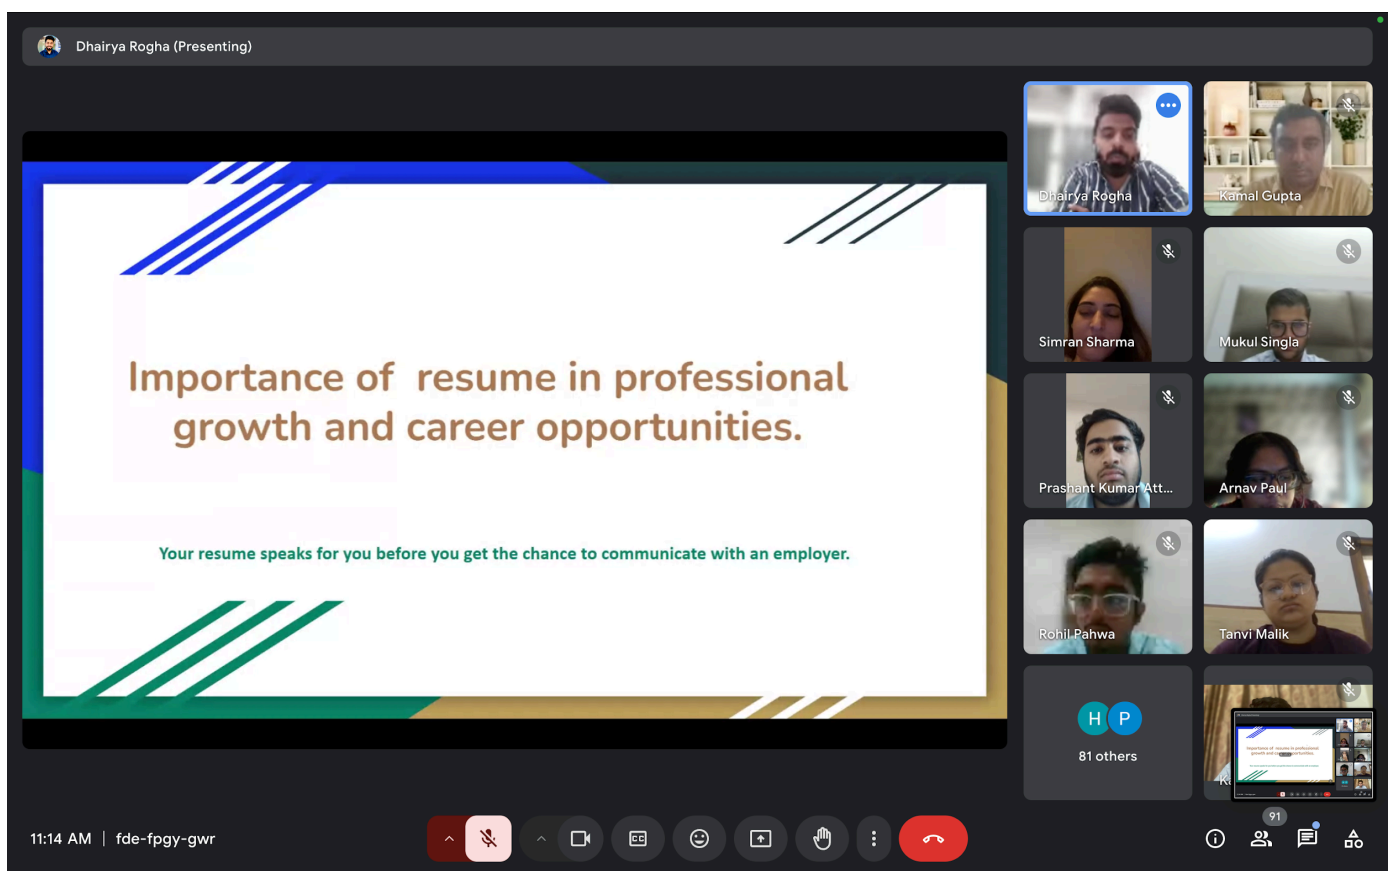 Dhairya Rogha (Presenting)
Importance of resume in professional
growth and career opportunities.
Your resume speaks for you before you get the chance to communicate with an employer.
Dhairya Rogha
Kamal Gupta
Simran Sharma
Mukul Singla
Prashant Kumar Att...
Arnav Paul
Rohil Pahwa
Tanvi Malik
H P
81 others
11:14 AM | fde-fpgy-gwr
CC
91